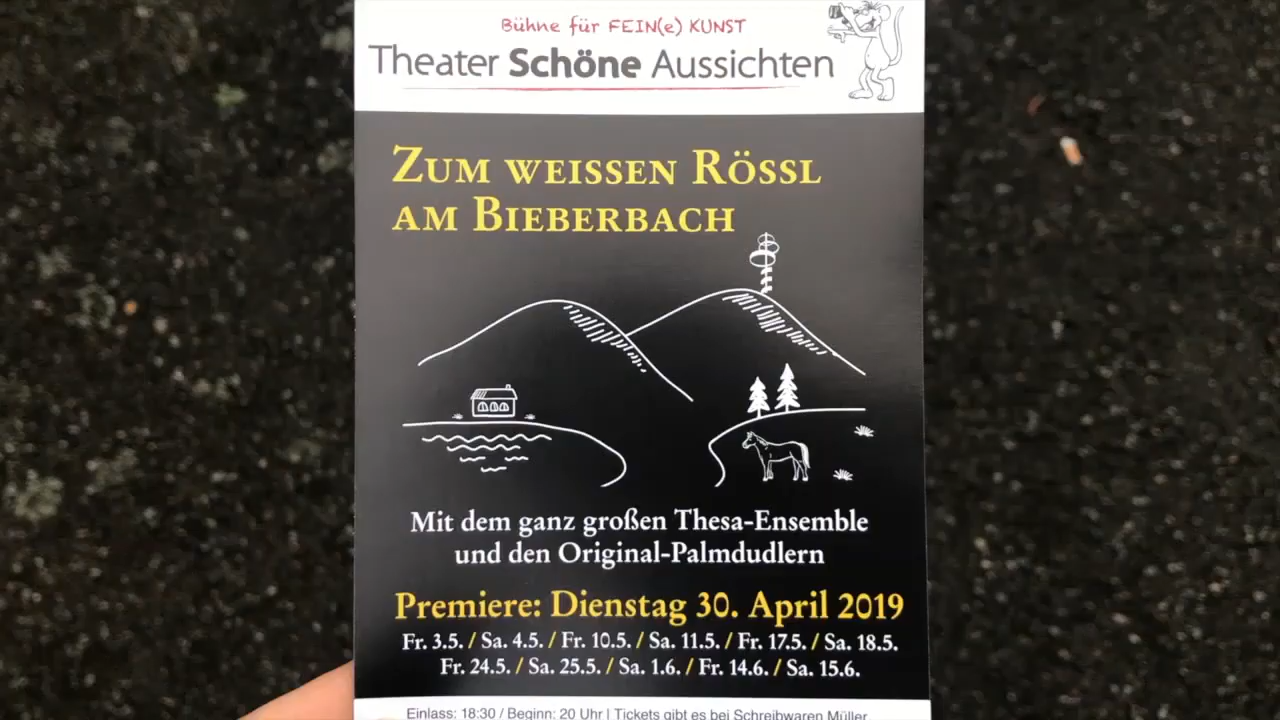 Bühne für FEIN(e) KUNST
Theater Schöne Aussichten
ZUM WEISSEN RÖSSL
AM BIEBERBACH
Mit dem ganz großen Thesa-Ensemble
und den Original-Palmdudlern
Premiere: Dienstag 30. April 2019
Fr. 3.5. / Sa. 4.5. / Fr. 10.5. / Sa. 11.5. / Fr. 17.5. / Sa. 18.5.
Fr. 24.5. / Sa. 25.5. / Sa. 1.6. / Fr. 14.6. / Sa. 15.6.
Einlass: 18:30 / Beginn: 20 Uhr | Tickets gibt es bei Schreibwaren Müller